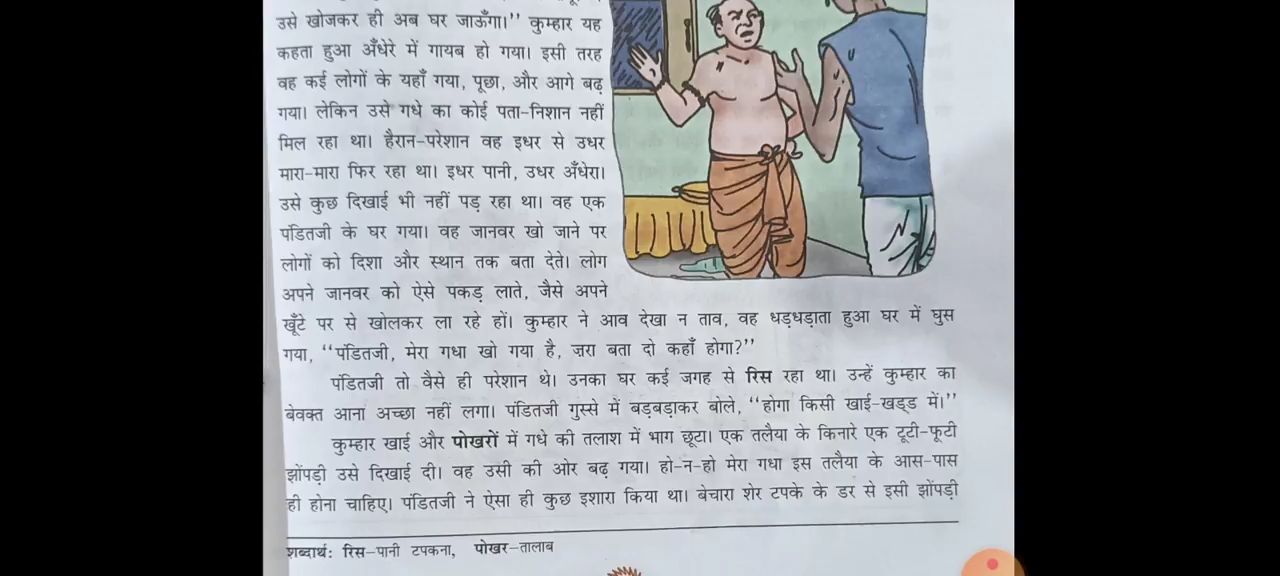 उसे खोजकर ही अब घर जाऊँगा।" कुम्हार यह
कहता हुआ अँधेरे में गायब हो गया। इसी तरह
वह कई लोगों के यहाँ गया, पूछा, और आगे बढ़
गया। लेकिन उसे गधे का कोई पता-निशान नहीं
मिल रहा था। हैरान-परेशान वह इधर से उधर
मारा-मारा फिर रहा था। इधर पानी, उधर अँधेरा।
उसे कुछ दिखाई भी नहीं पड़ रहा था। वह एक
पंडितजी के घर गया। वह जानवर खो जाने पर
लोगों को दिशा और स्थान तक बता देते। लोग
अपने जानवर को ऐसे पकड़ लाते, जैसे अपने
खूँटे पर से खोलकर ला रहे हों। कुम्हार ने आव देखा न ताव, वह धड़धड़ाता हुआ घर में घुस
गया, "पंडितजी, मेरा गधा खो गया है, ज़रा बता दो कहाँ होगा?"
पंडितजी तो वैसे ही परेशान थे। उनका घर कई जगह से रिस रहा था। उन्हें कुम्हार का
बेवक्त आना अच्छा नहीं लगा। पंडितजी गुस्से में बड़बड़ाकर बोले, "होगा किसी खाई-खड्ड में।"
कुम्हार खाई और पोखरों में गधे की तलाश में भाग छूटा। एक तलैया के किनारे एक टूटी-फूटी
झोंपड़ी उसे दिखाई दी। वह उसी की ओर बढ़ गया। हो-न-हो मेरा गधा इस तलैया के आस-पास
ही होना चाहिए। पंडितजी ने ऐसा ही कुछ इशारा किया था। बेचारा शेर टपके के डर से इसी झोंपड़ी
शब्दार्थ: रिस-पानी टपकना, पोखर-तालाब